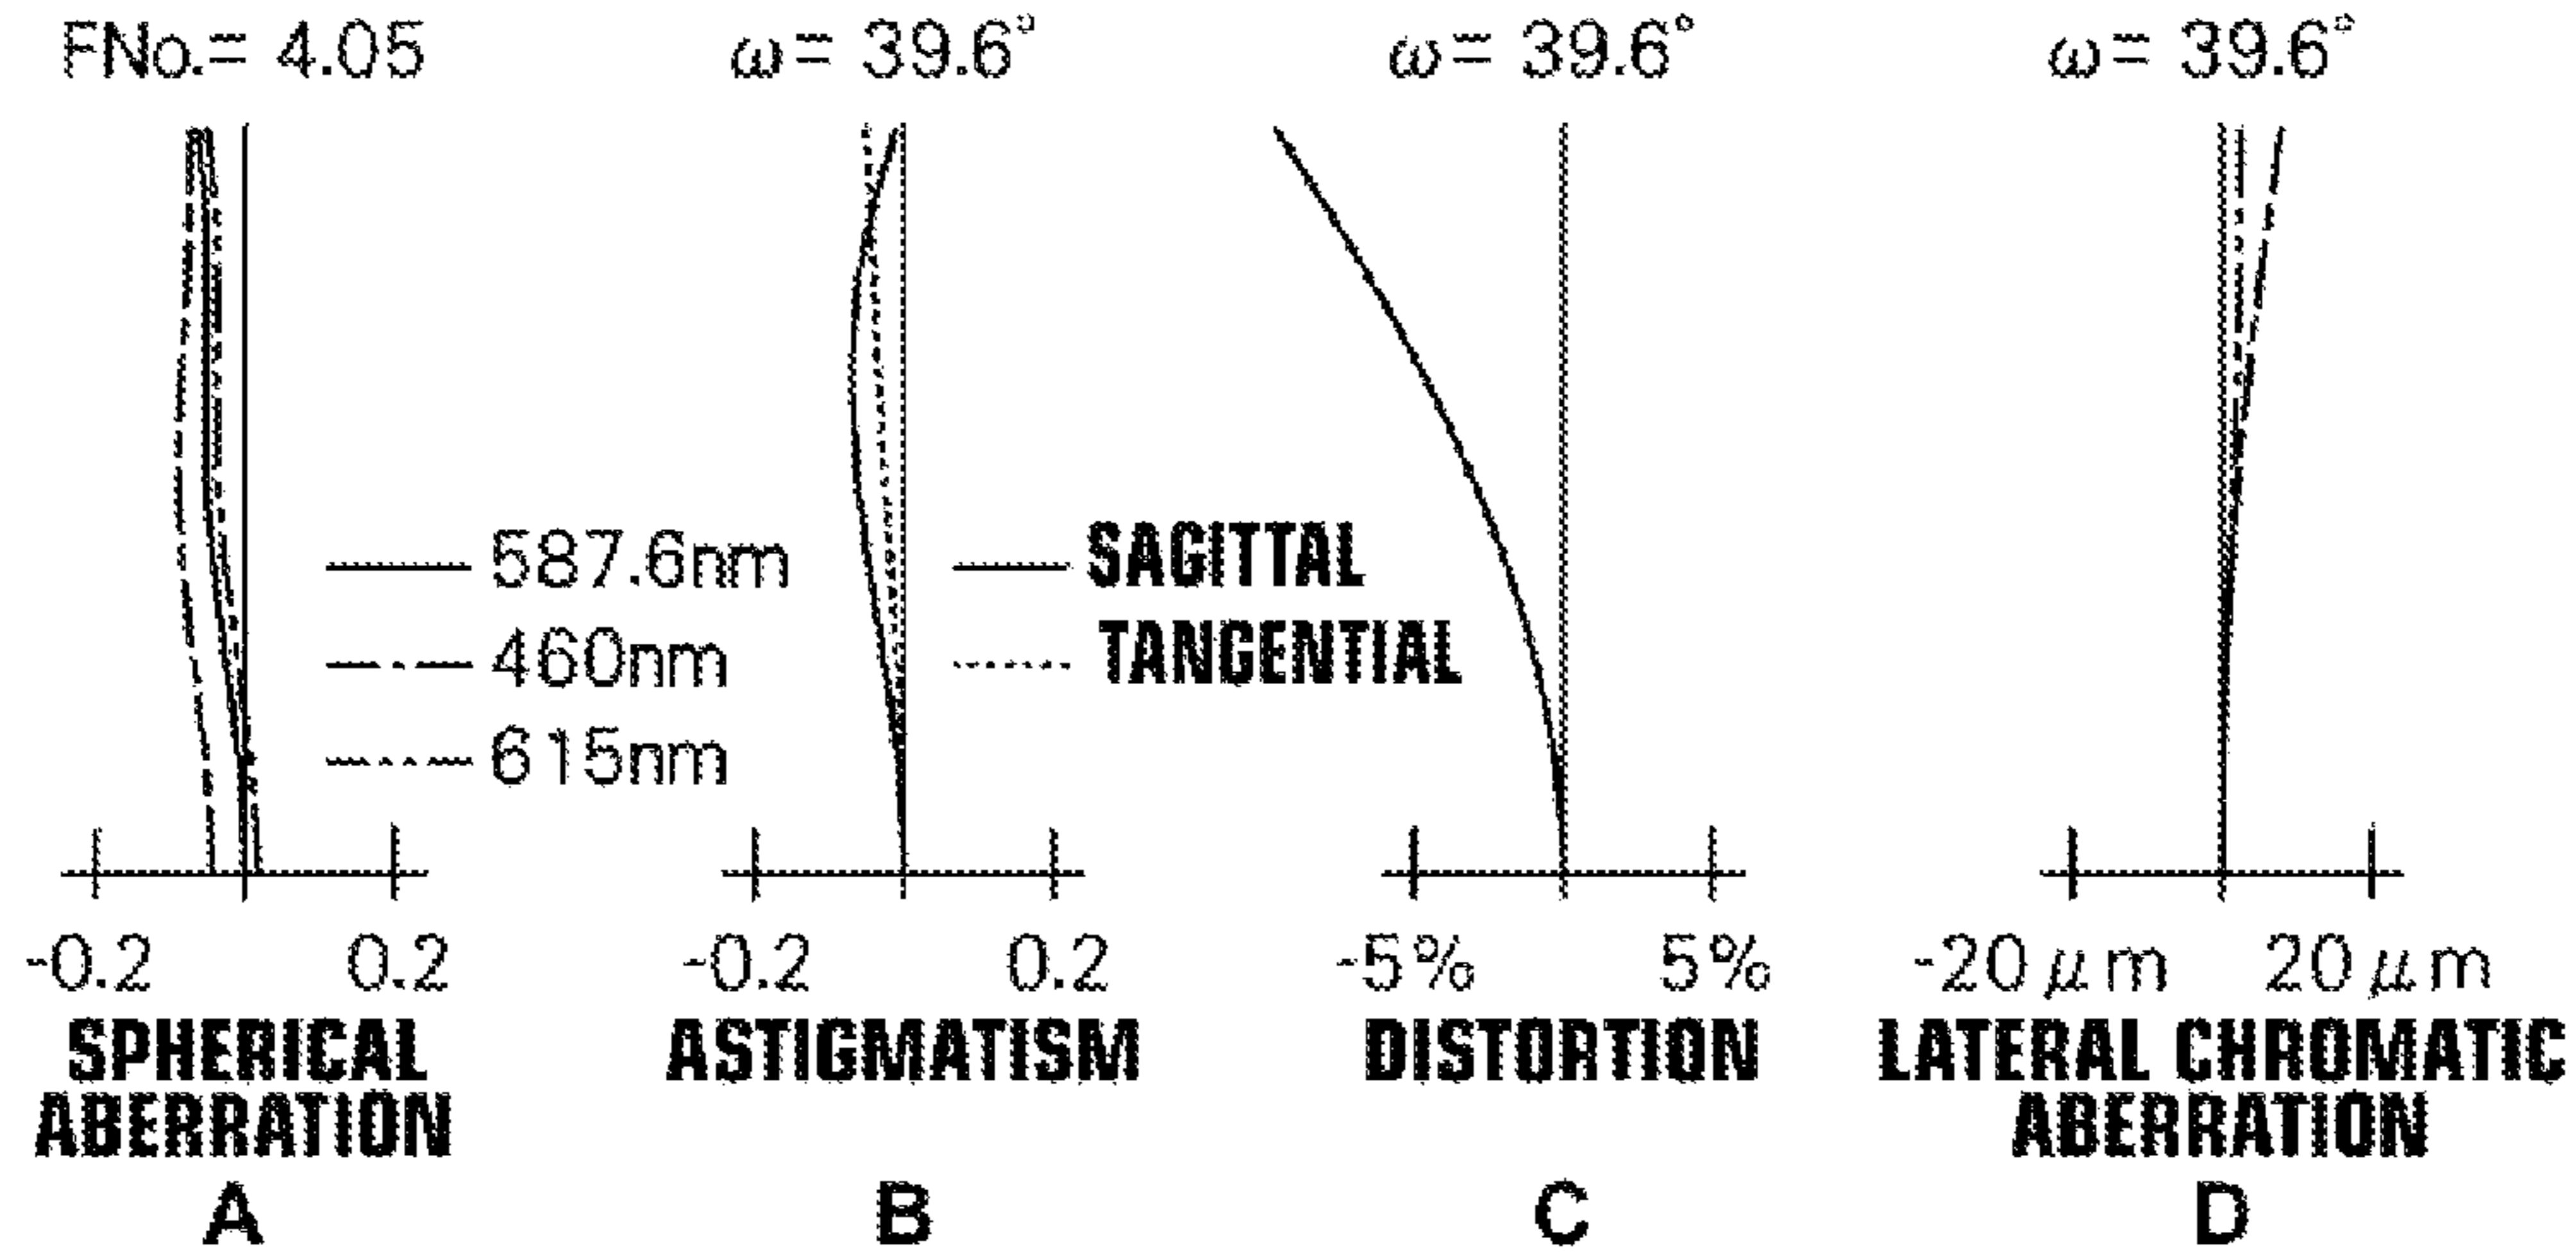 FNo.= 4.05
ω= 39.6°
ω= 39.6°
ω= 39.6°
587.6nm
460nm
615nm
SAGITTAL
TANGENTIAL
-0.2 0.2
-0.2 0.2
-5% 5%
-20μm 20μm
SPHERICAL
ABERRATION
ASTIGMATISM
DISTORTION
LATERAL CHROMATIC
ABERRATION
A
B
C
D